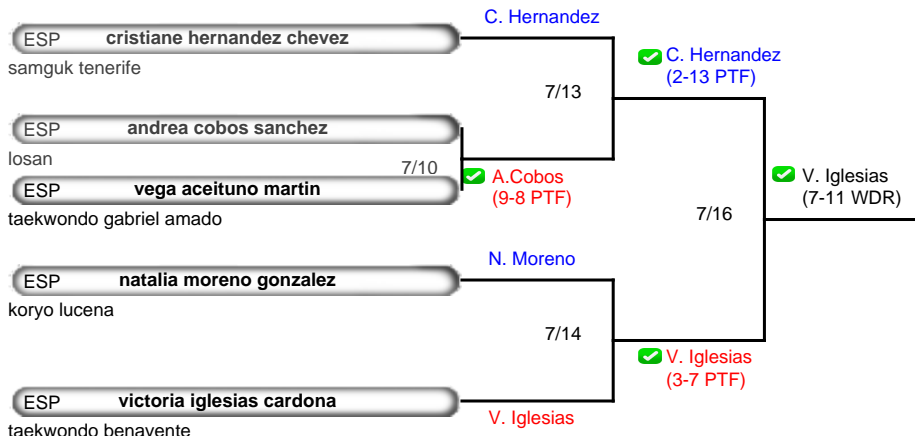 C. Hernandez
ESP cristiane hernandez chevez
samguk tenerife
C. Hernandez
(2-13 PTF)
7/13
ESP andrea cobos sanchez
losan
7/10
A.Cobos
(9-8 PTF)
ESP vega aceituno martin
taekwondo gabriel amado
V. Iglesias
(7-11 WDR)
7/16
N. Moreno
ESP natalia moreno gonzalez
koryo lucena
7/14
V. Iglesias
(3-7 PTF)
ESP victoria iglesias cardona
V. Iglesias
taekwondo benavente